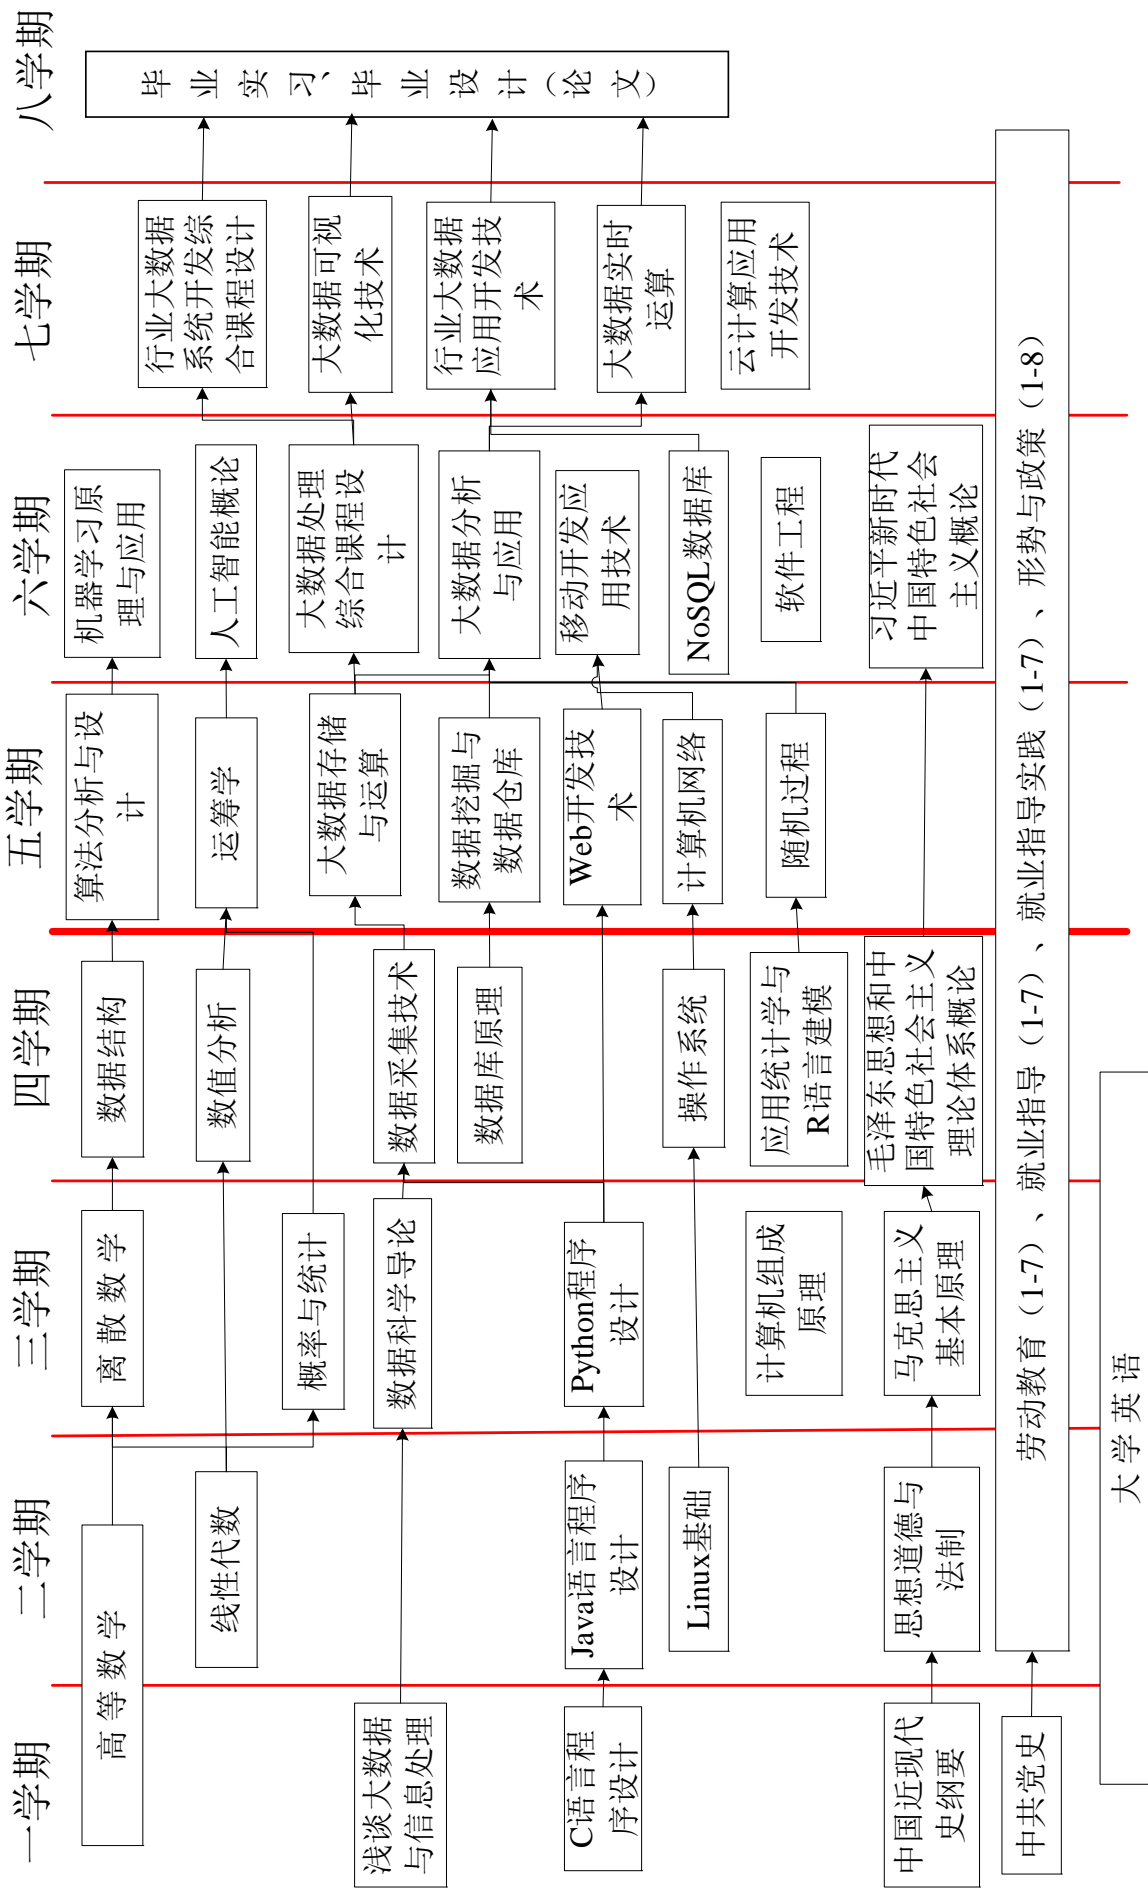 一学期
二学期
三学期
四学期
五学期
六学期
七学期
八学期
高等数学
浅谈大数据
与信息处理
C语言程
序设计
中国近现代
史纲要
中共党史
线性代数
Java语言程序
设计
Linux基础
思想道德与
法制
离散数学
概率与统计
数据科学导论
Python程序
设计
计算机组成
原理
马克思主义
基本原理
数据结构
数值分析
数据采集技术
数据库原理
操作系统
应用统计学与
R语言建模
毛泽东思想和中
国特色社会主义
理论体系概论
算法分析与设
计
运筹学
大数据存储
与运算
数据挖掘与
数据仓库
Web开发技
术
计算机网络
随机过程
机器学习原
理与应用
人工智能概论
大数据处理
综合课程设
计
大数据分析
与应用
移动开发应
用技术
NoSQL数据库
软件工程
习近平新时代
中国特色社会
主义概论
行业大数据
系统开发综
合课程设计
大数据可视
化技术
行业大数据
应用开发技
术
大数据实时
运算
云计算应用
开发技术
毕业实习、毕业设计（论文）
劳动教育（1-7）、就业指导（1-7）、就业指导实践（1-7）、形势与政策（1-8）
大学英语